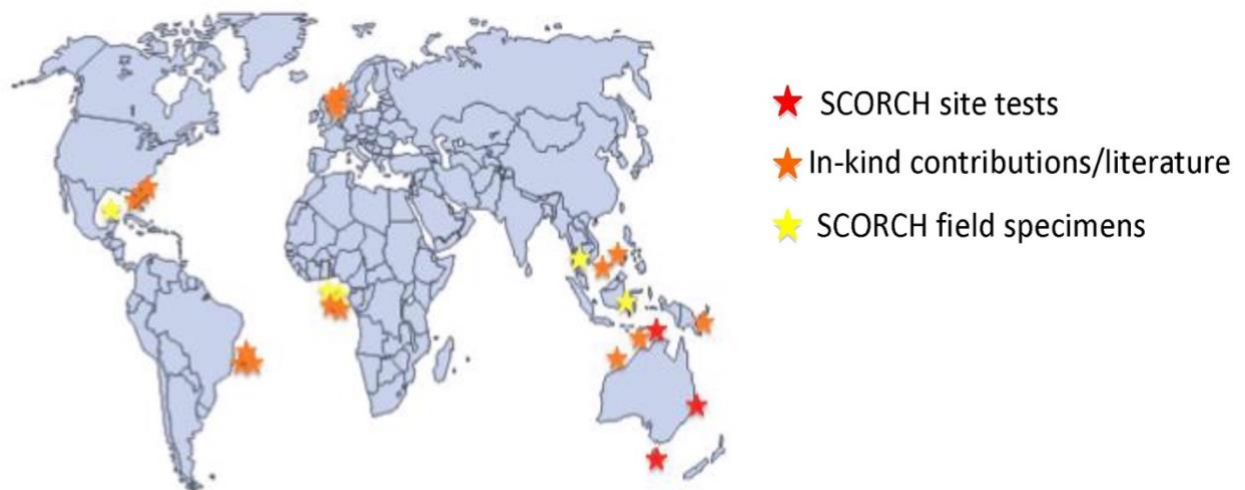 SCORCH site tests
In-kind contributions/literature
SCORCH field specimens